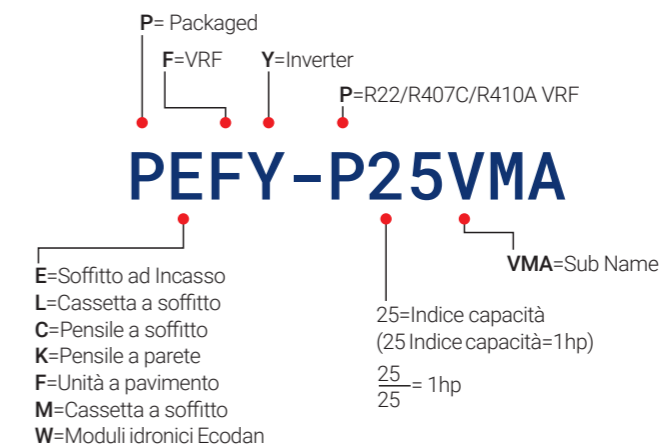 P= Packaged
F=VRF
Y=Inverter
P=R22/R407C/R410A VRF
PEFY-P25VMA
E=Soffitto ad Incasso
L=Cassetta a soffitto
C=Pensile a soffitto
K=Pensile a parete
F=Unità a pavimento
M=Cassetta a soffitto
W=Moduli idronici Ecodan
25=Indice capacità
(25 Indice capacità=1hp)
25
25
= 1hp
VMA=Sub Name